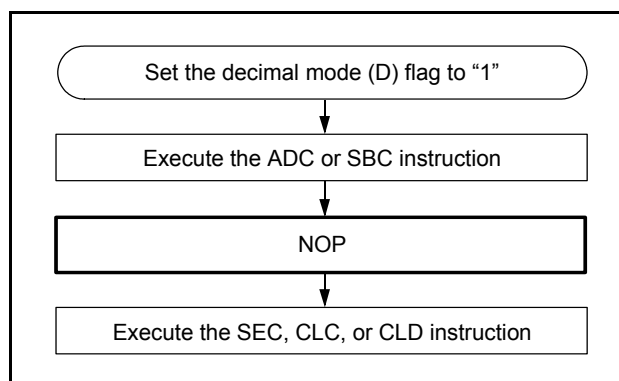 Set the decimal mode (D) flag to “1”
Execute the ADC or SBC instruction
NOP
Execute the SEC, CLC, or CLD instruction